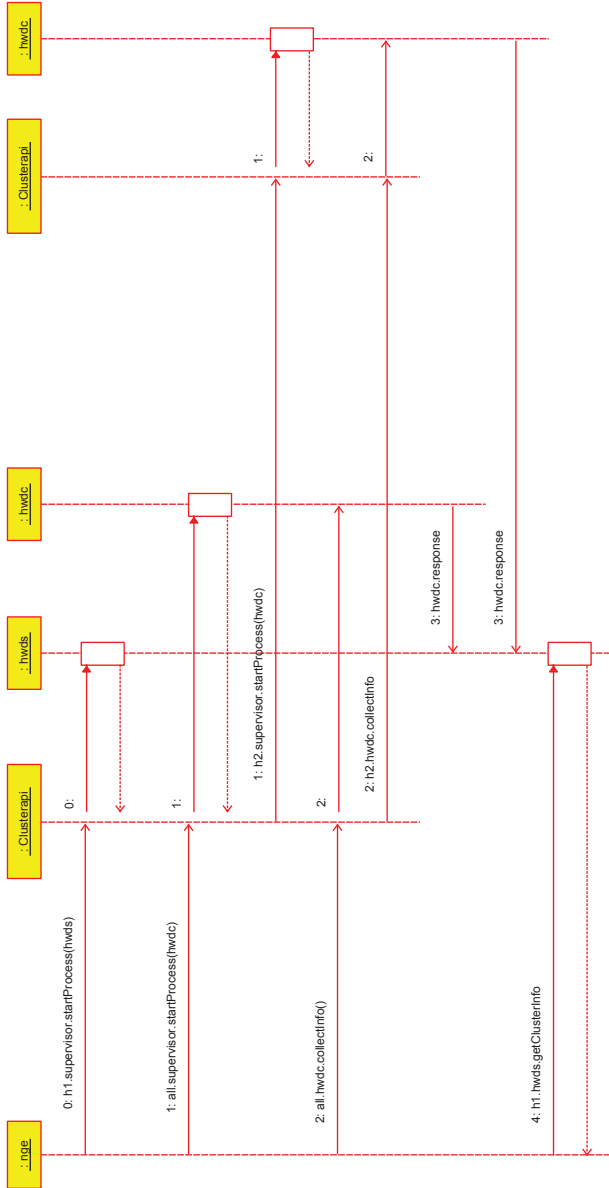 : nge
: Clusterapi
: hwds
: hwdc
: Clusterapi
: hwdc
0: h1.supervisor.startProcess(hwds)
0:
1: all.supervisor.startProcess(hwdc)
1:
1: h2.supervisor.startProcess(hwdc)
1:
2: all.hwdc.collectInfo()
2:
2: h2.hwdc.collectInfo
2:
3: hwdc.response
3: hwdc.response
4: h1.hwds.getClusterInfo